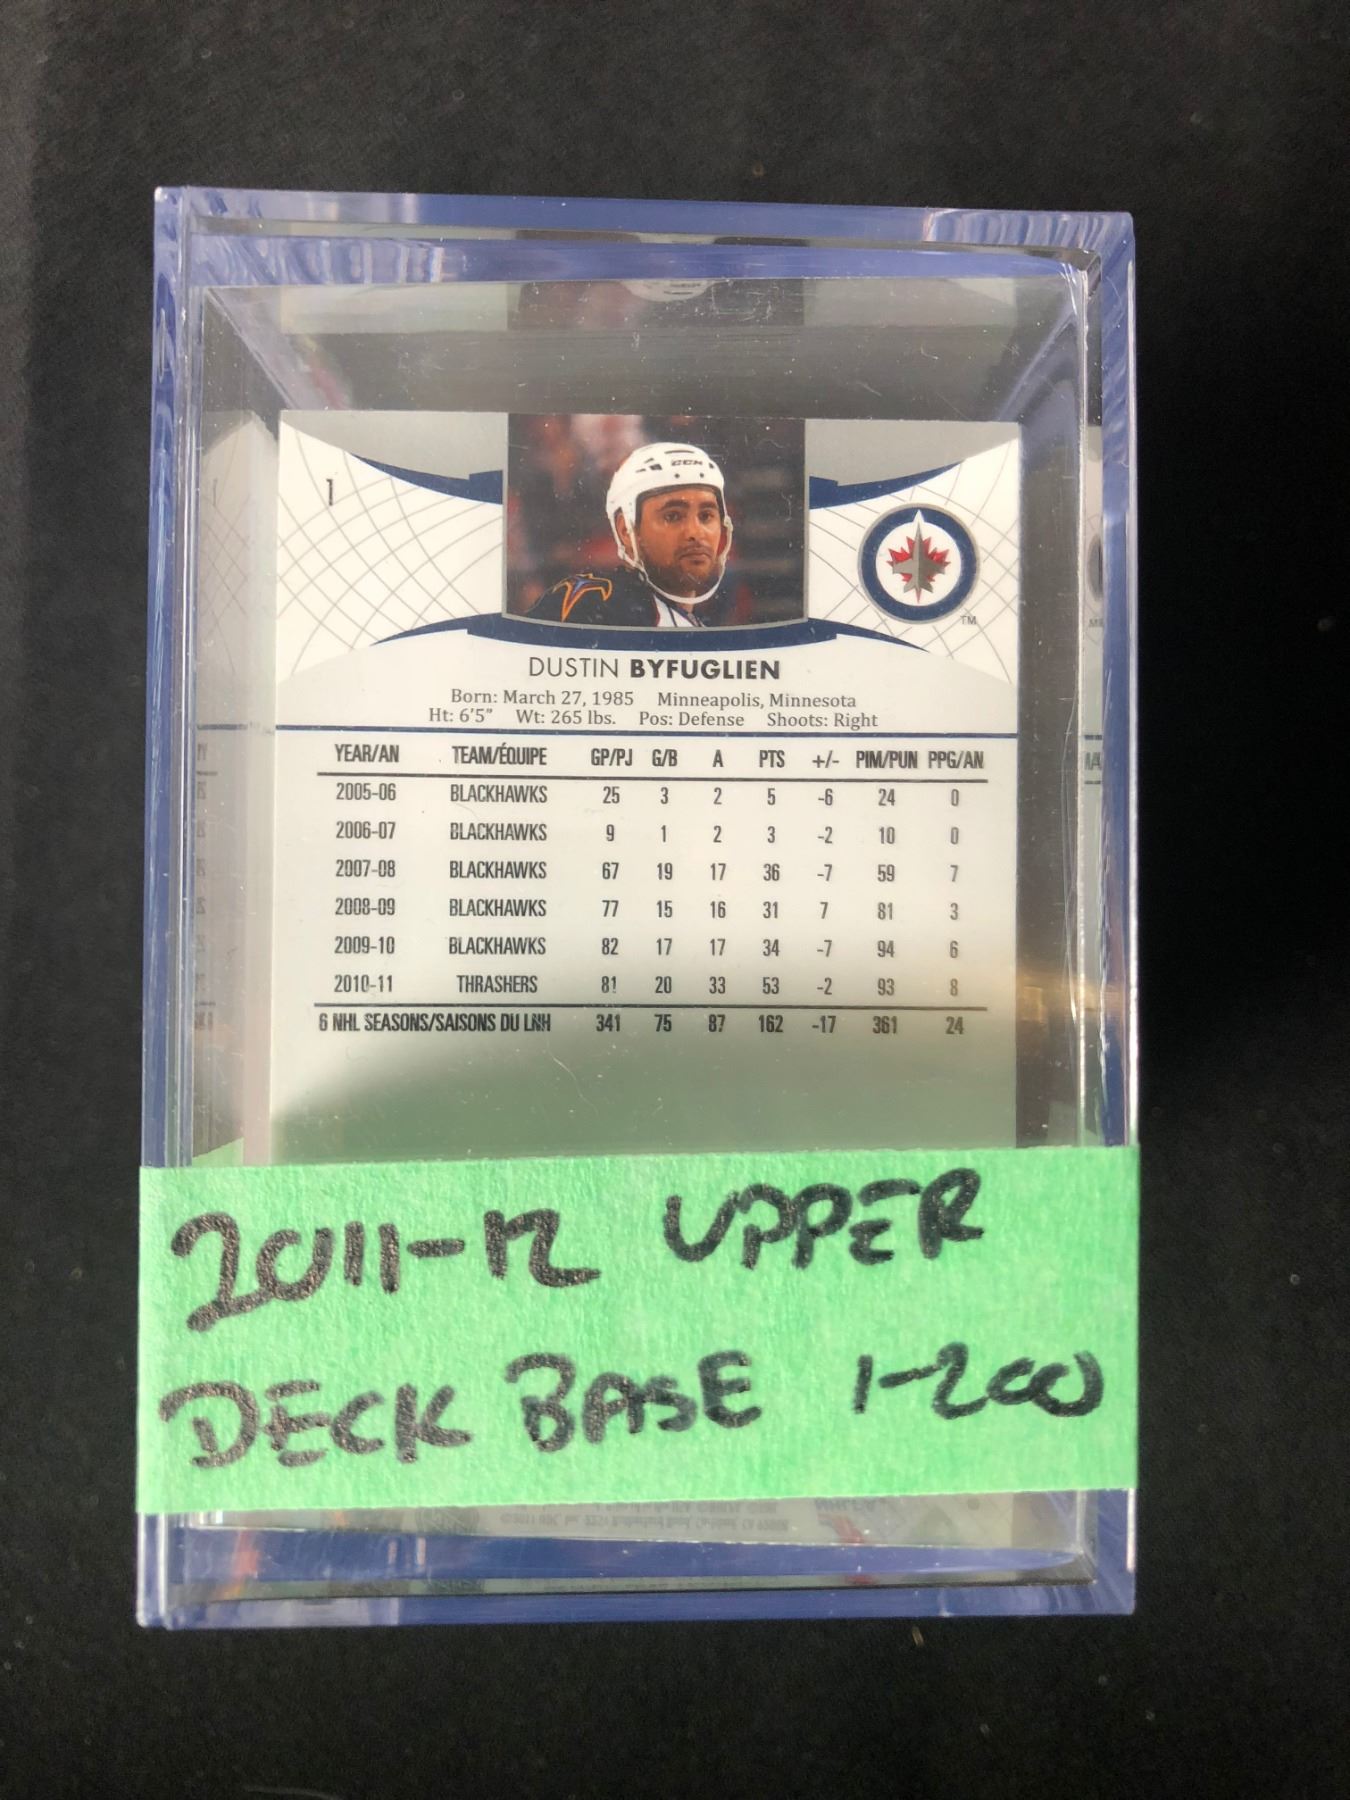 CCM
1
TM
DUSTIN BYFUGLIEN
Born: March 27, 1985 Minneapolis, Minnesota
Ht: 6'5" Wt: 265 lbs. Pos: Defense Shoots: Right
YEAR/AN TEAM/ÉQUIPE GP/PJ G/B A PTS +/- PIM/PUN PPG/AN
2005-06 BLACKHAWKS 25 3 2 5 -6 24 0
2006-07 BLACKHAWKS 9 1 2 3 -2 10 0
2007-08 BLACKHAWKS 67 19 17 36 -7 59 7
2008-09 BLACKHAWKS 77 15 16 31 7 81 3
2009-10 BLACKHAWKS 82 17 17 34 -7 94 6
2010-11 THRASHERS 81 20 33 53 -2 93 8
6 NHL SEASONS/SAISONS DU LNH 341 75 87 162 -17 361 24
2011-12 UPPER
DECK BASE 1-200